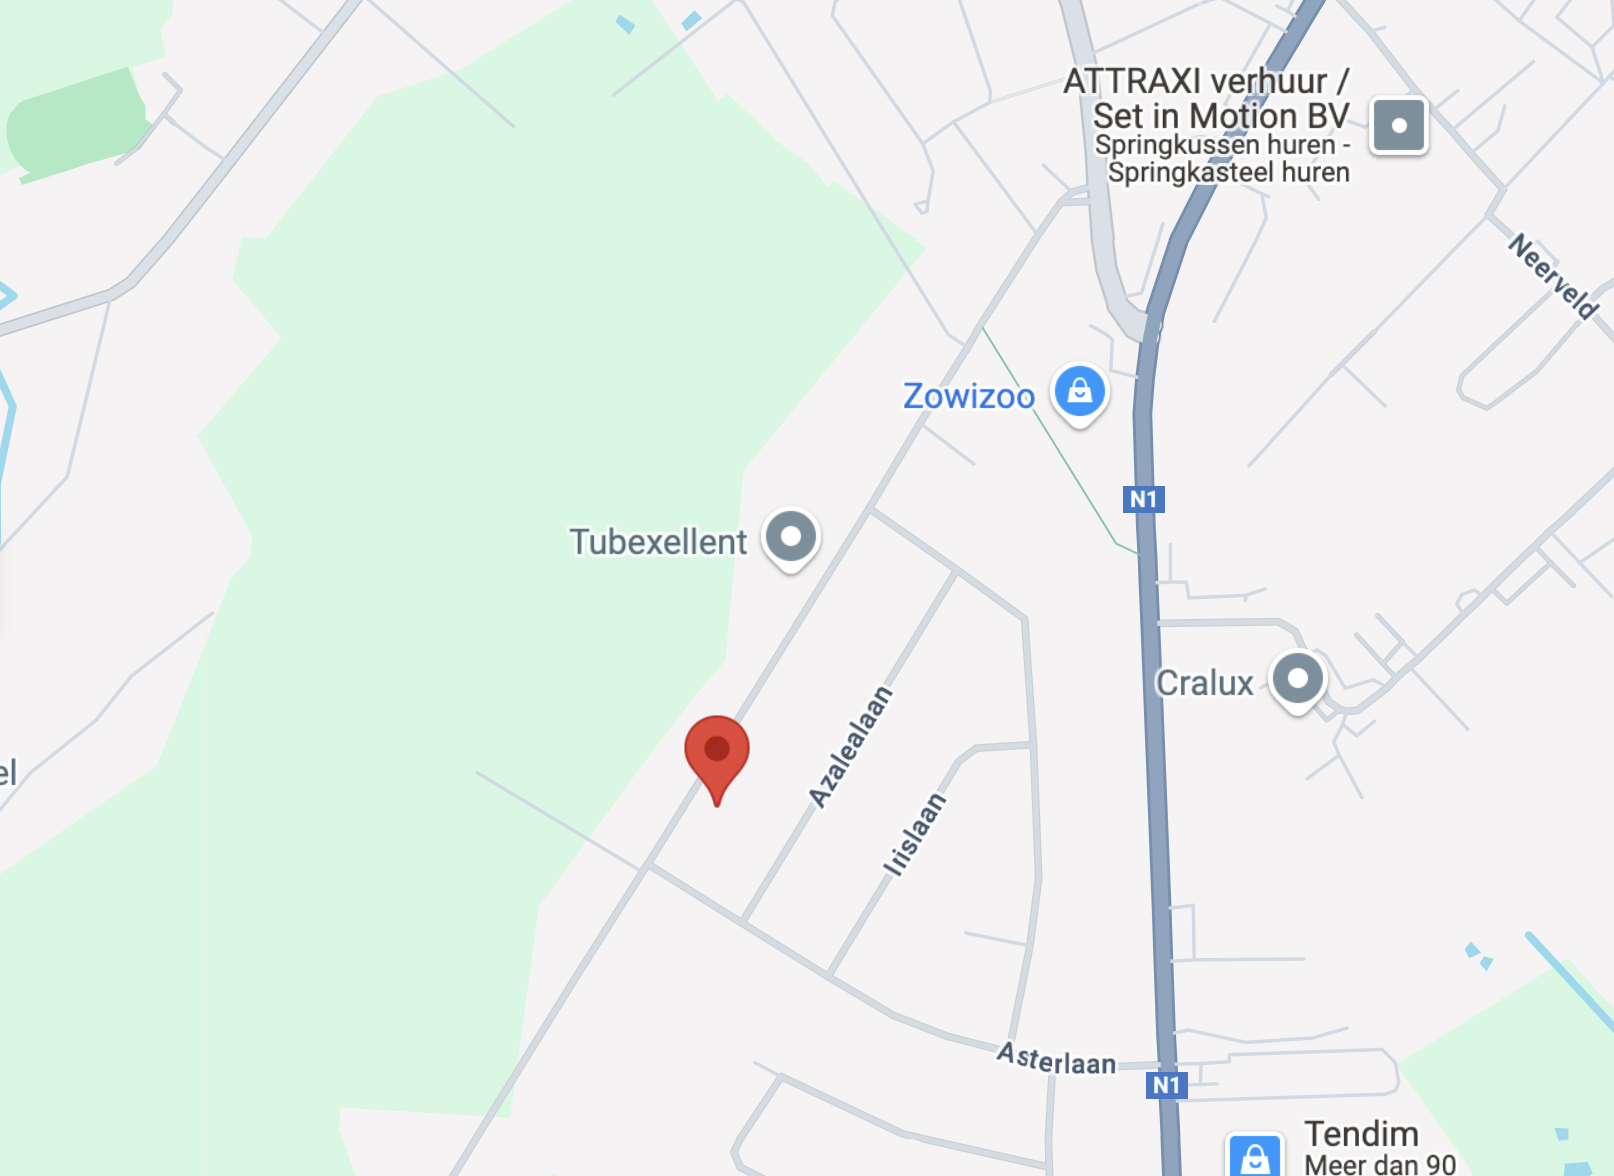 ATTRAXI verhuur /
Set in Motion BV
Springkussen huren -
Springkasteel huren
Neerveld
Zowizoo
N1
Tubexellent
Cralux
Azalealaan
el
Irislaan
Asterlaan
N1
Tendim
Meer dan 90